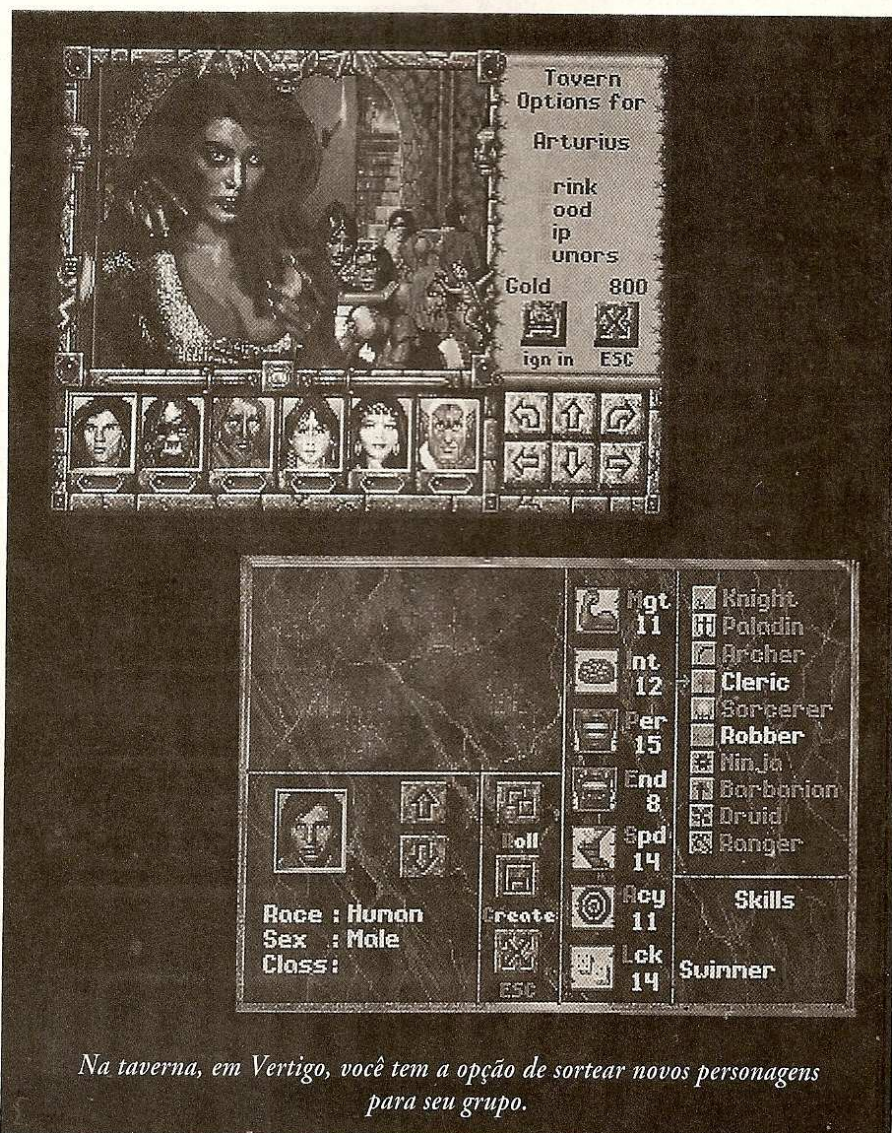 Tavern
Options for
Arturius
rink
ood
ip
umors
Gold 800
ign in ESC
Mgt
11
Int
12
Per
15
End
8
Spd
14
Acy
11
Lck
14
Knight
Paladin
Archer
Cleric
Sorcerer
Robber
Ninja
Barbarian
Druid
Ranger
Roll
Create
ESC
Race : Human
Sex : Male
Class:
Skills
Swimmer
Na taverna, em Vertigo, você tem a opção de sortear novos personagens
para seu grupo.